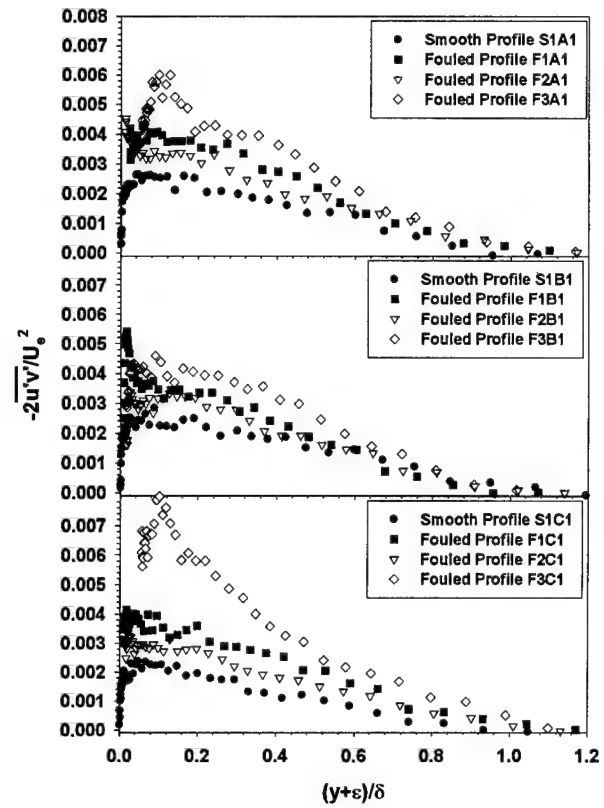 0.008
0.007
0.006
0.005
0.004
0.003
0.002
0.001
0.000
Smooth Profile S1A1
Fouled Profile F1A1
Fouled Profile F2A1
Fouled Profile F3A1
0.007
0.006
0.005
0.004
0.003
0.002
0.001
0.000
Smooth Profile S1B1
Fouled Profile F1B1
Fouled Profile F2B1
Fouled Profile F3B1
-2u'v'/Ue²
0.007
0.006
0.005
0.004
0.003
0.002
0.001
0.000
Smooth Profile S1C1
Fouled Profile F1C1
Fouled Profile F2C1
Fouled Profile F3C1
0.0 0.2 0.4 0.6 0.8 1.0 1.2
(y+ε)/δ